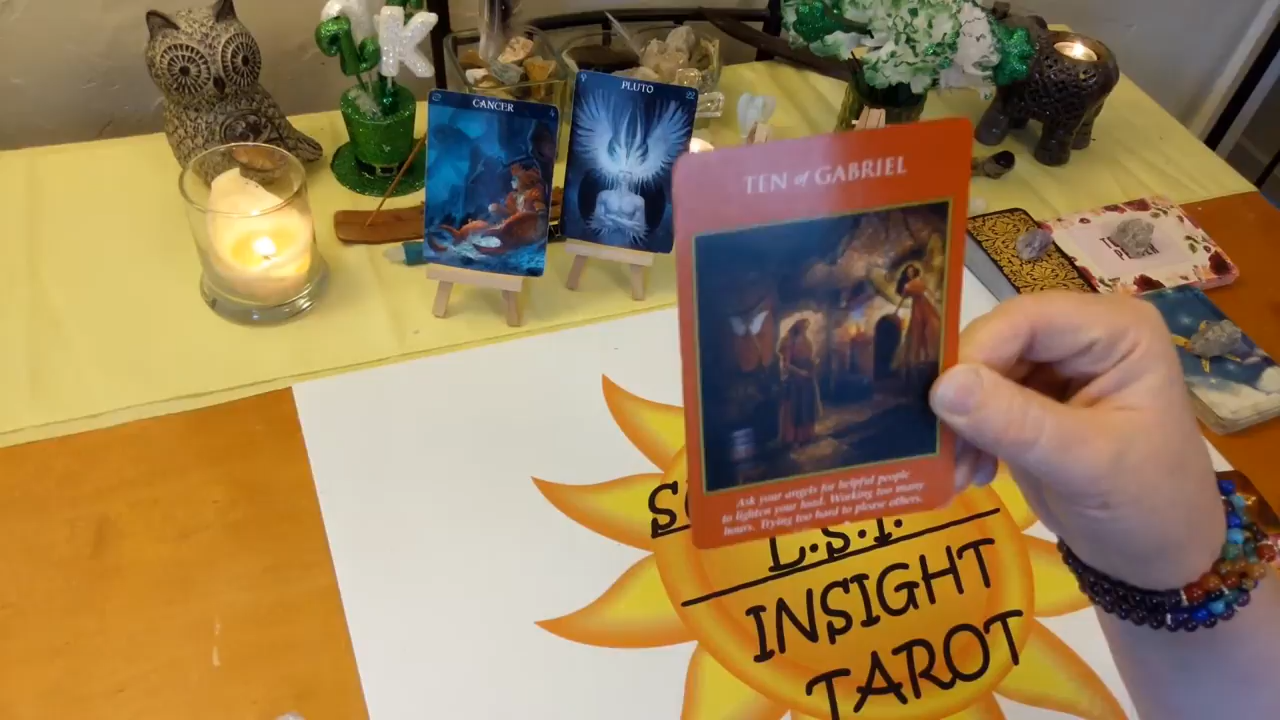 K
CANCER
PLUTO
TEN of GABRIEL
Ask your angels for helpful people
to lighten your load. Working too many
hours. Trying too hard to please others.
S
L.S.I.
INSIGHT
TAROT